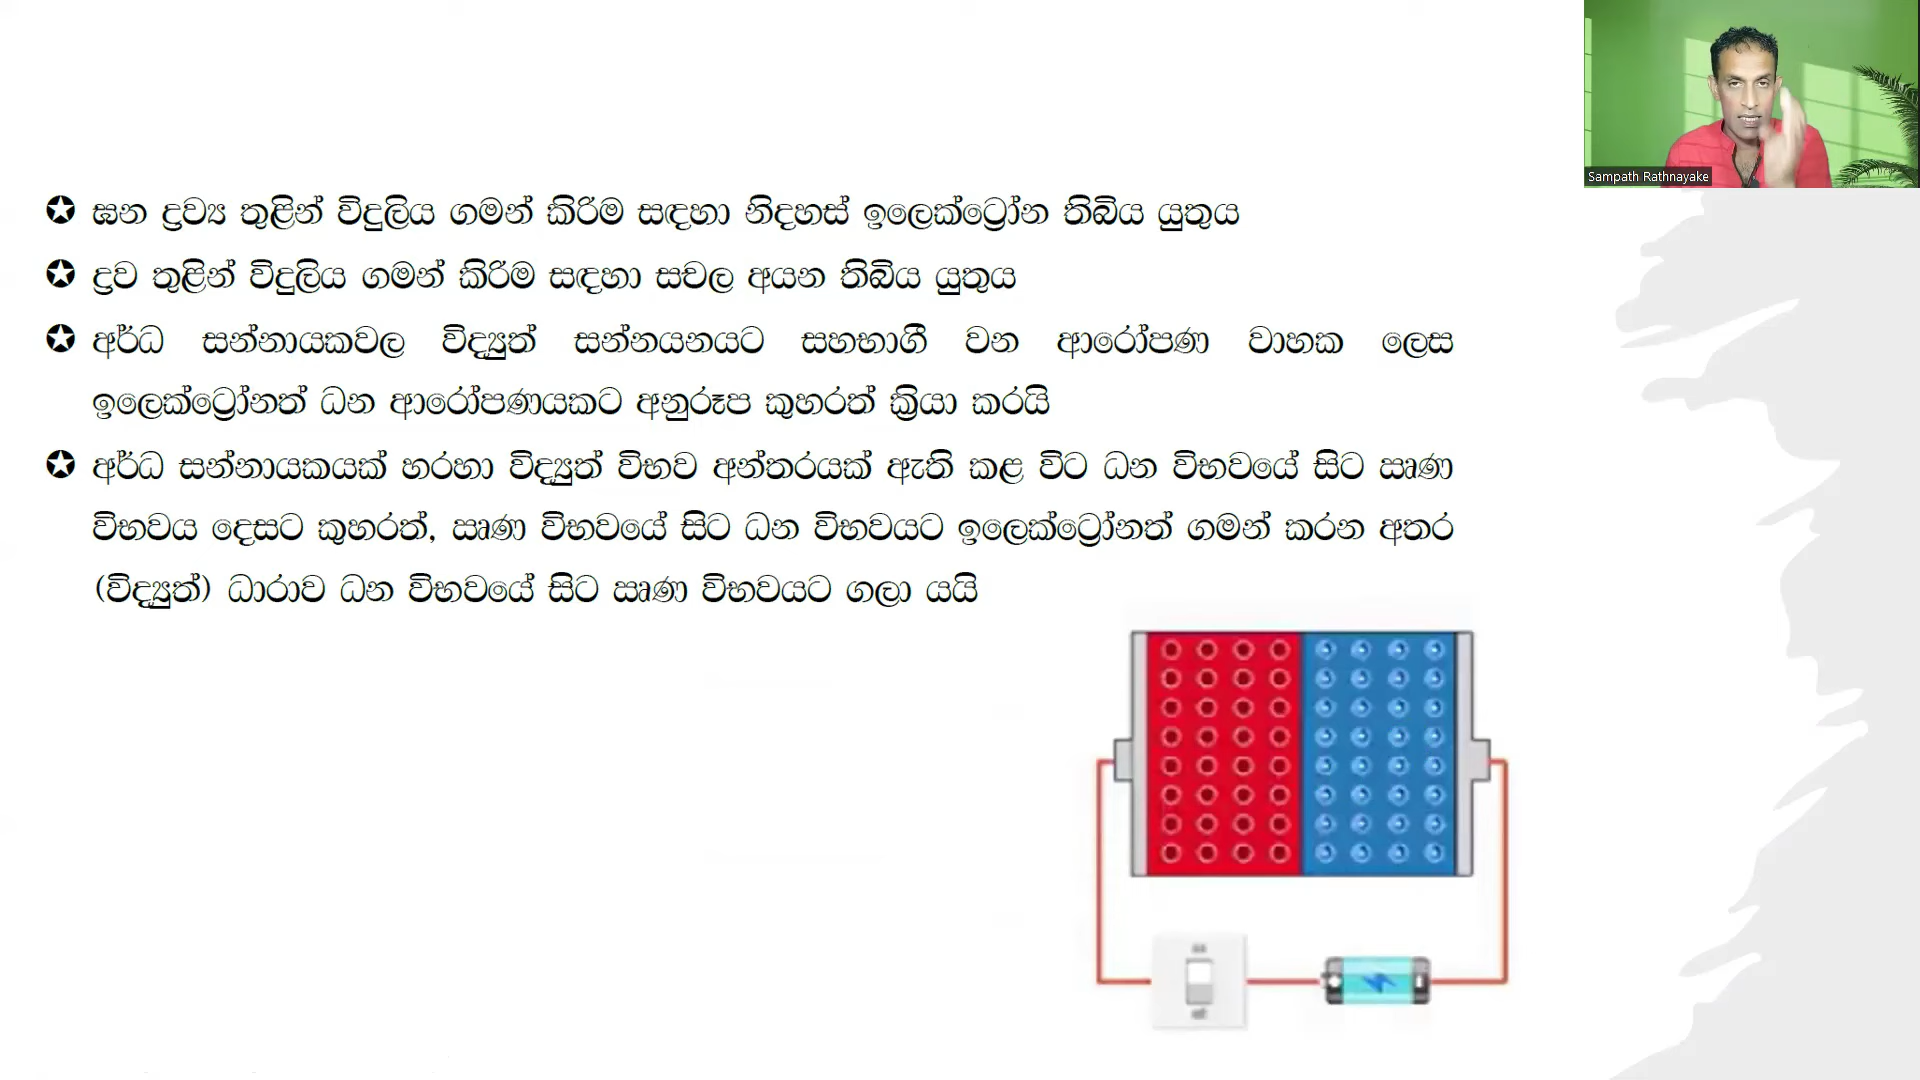 Sampath Rathnayake
ඝන ද්‍රව්‍ය තුළින් විදුලිය ගමන් කිරිම සඳහා නිදහස් ඉලෙක්ට්‍රෝන තිබිය යුතුය
ද්‍රව තුළින් විදුලිය ගමන් කිරිම සඳහා සචල අයන තිබිය යුතුය
අර්ධ සන්නායකවල විද්‍යුත් සන්නයනයට සහභාගී වන ආරෝපණ වාහක ලෙස
ඉලෙක්ට්‍රෝනත් ධන ආරෝපණයකට අනුරූප කුහරත් ක්‍රියා කරයි
අර්ධ සන්නායකයක් හරහා විද්‍යුත් විභව අන්තරයක් ඇති කළ විට ධන විභවයේ සිට ඍණ
විභවය දෙසට කුහරත්, ඍණ විභවයේ සිට ධන විභවයට ඉලෙක්ට්‍රෝනත් ගමන් කරන අතර
(විද්‍යුත්) ධාරාව ධන විභවයේ සිට ඍණ විභවයට ගලා යයි